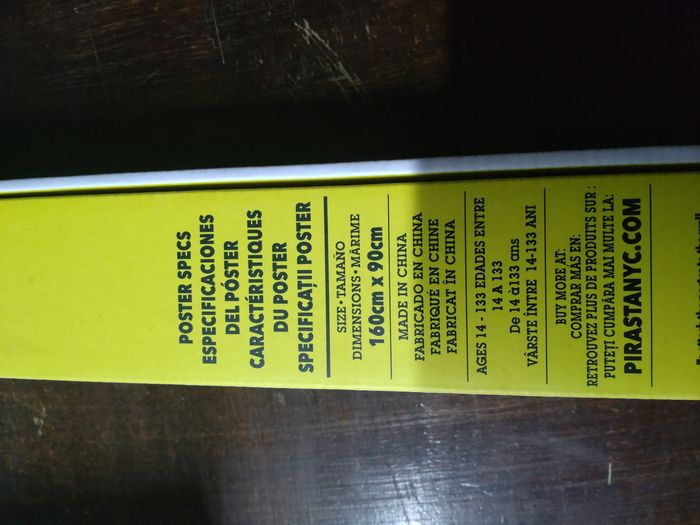 POSTER SPECS
ESPECIFICACIONES
DEL PÓSTER
CARACTÉRISTIQUES
DU POSTER
SPECIFICAȚII POSTER
SIZE • TAMAÑO
DIMENSIONS • MĂRIME
160cm x 90cm
MADE IN CHINA
FABRICADO EN CHINA
FABRIQUÉ EN CHINE
FABRICAT ÎN CHINA
AGES 14 - 133 EDADES ENTRE
14 A 133
De 14 à133 ans
VÂRSTE ÎNTRE 14-133 ANI
BUY MORE AT:
COMPRAR MÁS EN:
RETROUVEZ PLUS DE PRODUITS SUR :
PUTEȚI CUMPĂRA MAI MULTE LA:
PIRASTANYC.COM